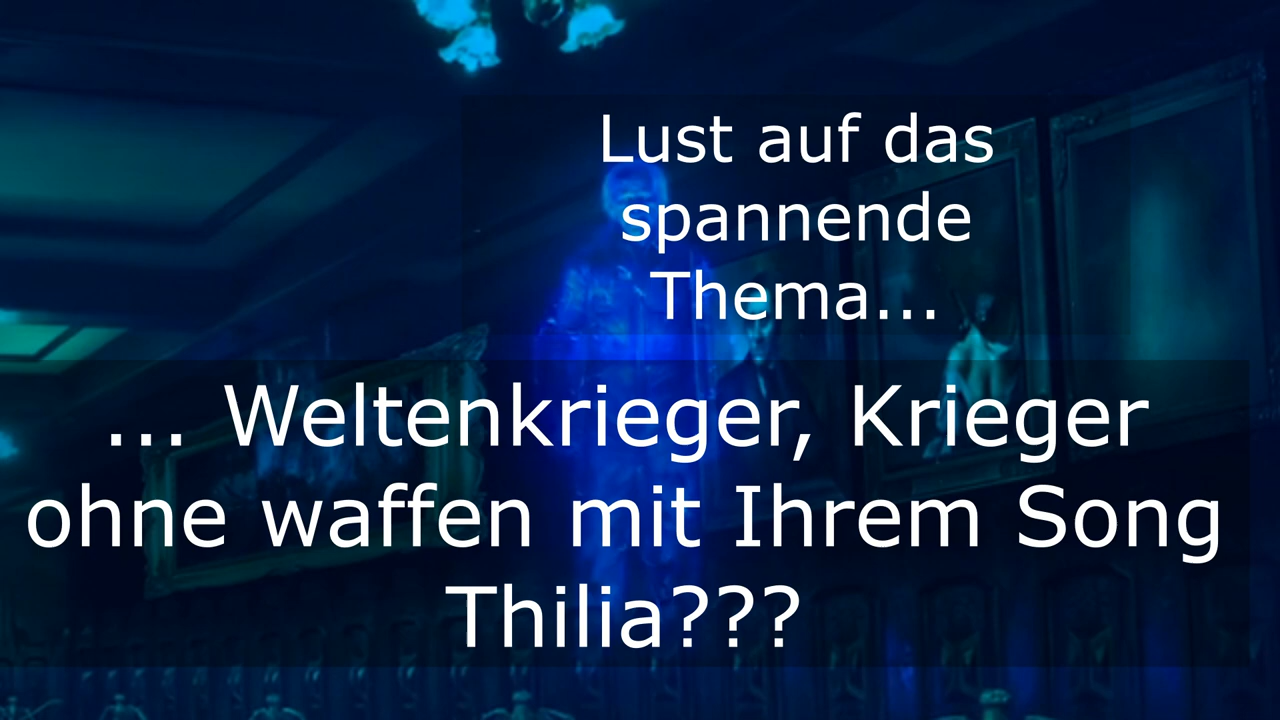 Lust auf das
spannende
Thema...
... Weltenkrieger, Krieger
ohne waffen mit Ihrem Song
Thilia???